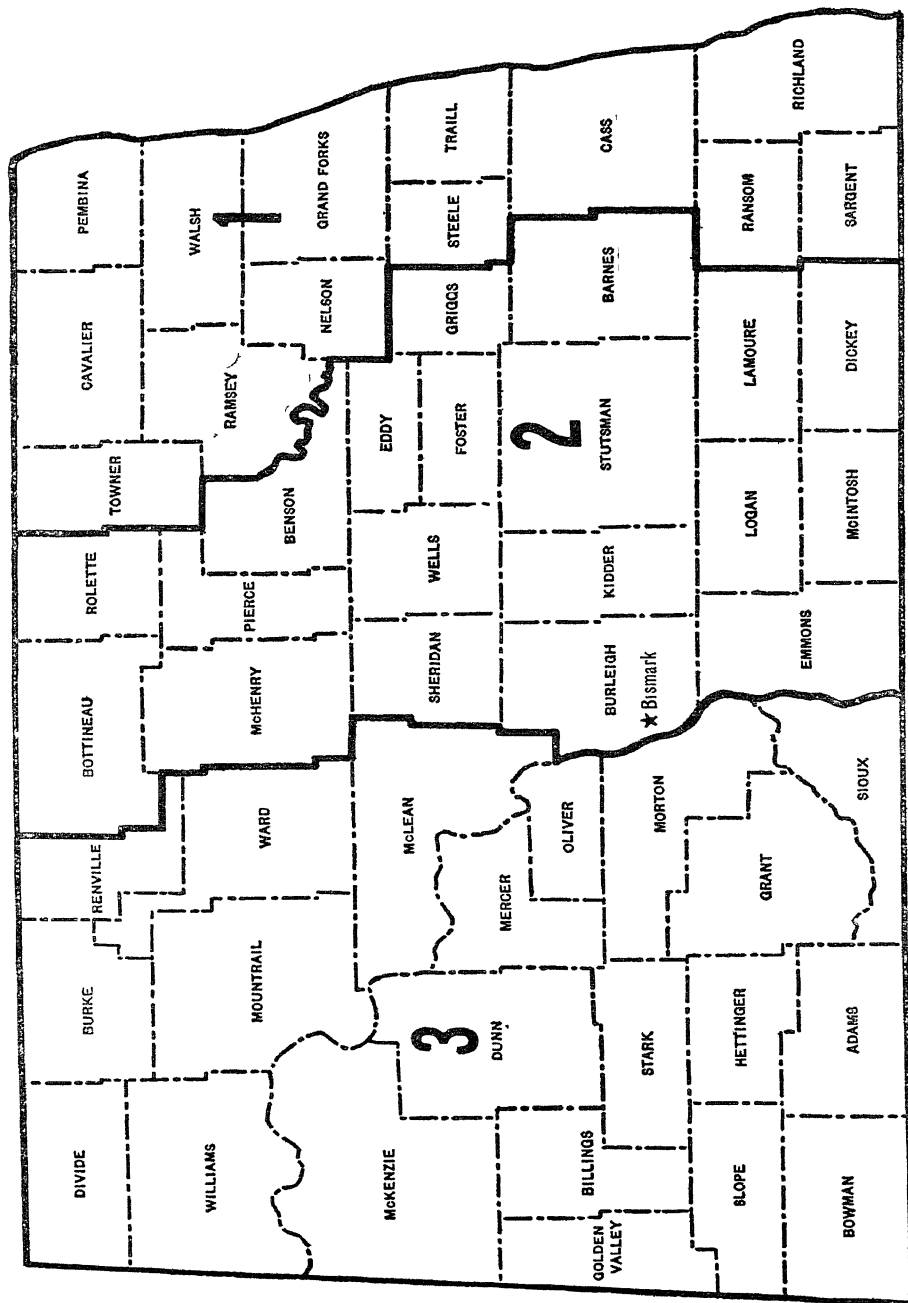 DIVIDE
BURKE
RENVILLE
BOTTINEAU
ROLETTE
TOWNER
CAVALIER
PEMBINA
WILLIAMS
MOUNTRAIL
WARD
McHENRY
PIERCE
BENSON
RAMSEY
WALSH
1
NELSON
GRAND FORKS
McKENZIE
3
DUNN
McLEAN
MERCER
OLIVER
SHERIDAN
WELLS
EDDY
FOSTER
GRIGGS
STEELE
TRAILL
GOLDEN
VALLEY
BILLINGS
STARK
MORTON
BURLEIGH
★ Bismark
KIDDER
2
STUTSMAN
BARNES
CASS
SLOPE
HETTINGER
GRANT
SIOUX
EMMONS
LOGAN
LAMOURE
RANSOM
RICHLAND
BOWMAN
ADAMS
McINTOSH
DICKEY
SARGENT